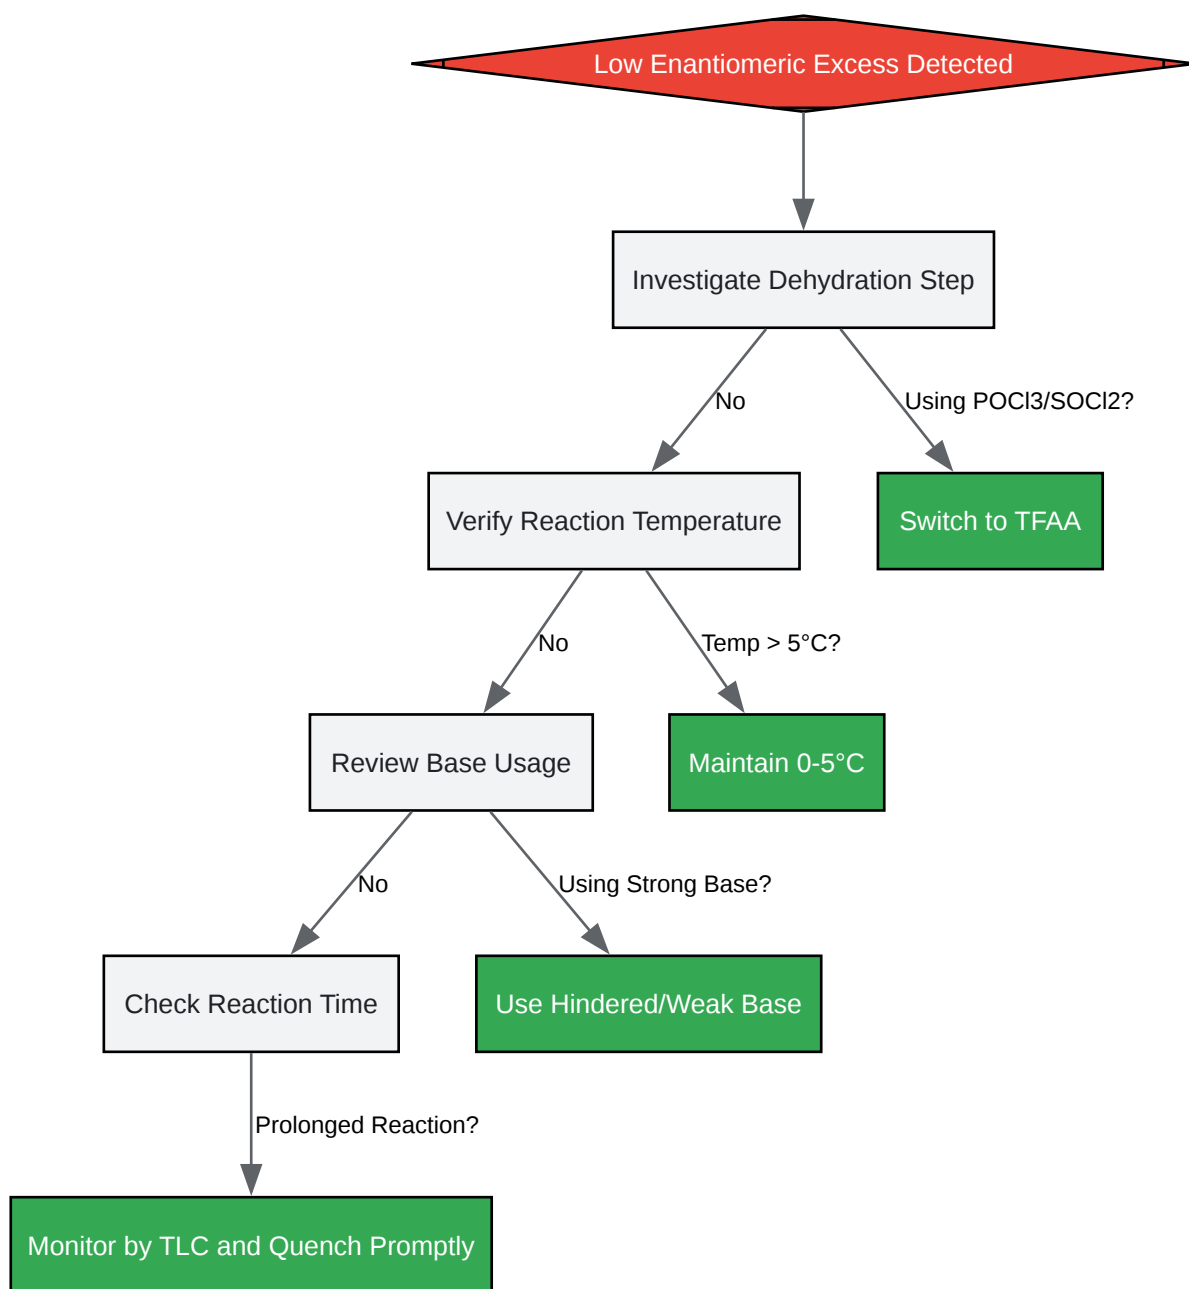 Low Enantiomeric Excess Detected
Investigate Dehydration Step
No
Using POCl3/SOCl2?
Verify Reaction Temperature
Switch to TFAA
No
Temp > 5°C?
Review Base Usage
Maintain 0-5°C
No
Using Strong Base?
Check Reaction Time
Use Hindered/Weak Base
Prolonged Reaction?
Monitor by TLC and Quench Promptly